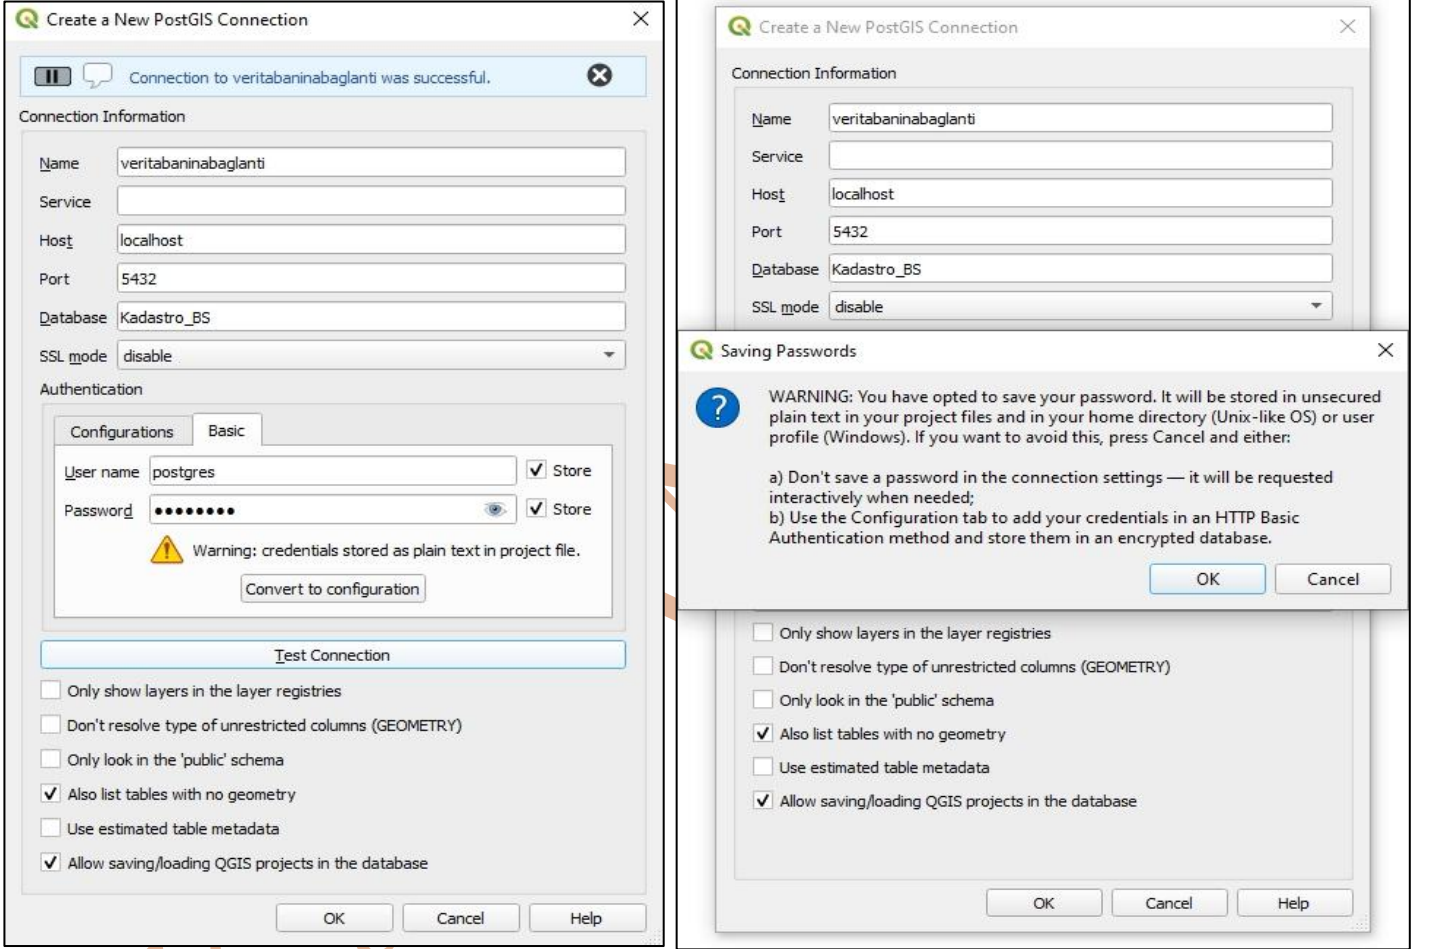 Create a New PostGIS Connection
Connection to veritabaninabaglanti was successful.
Connection Information
Name veritabaninabaglanti
Service
Host localhost
Port 5432
Database Kadastro_BS
SSL mode disable
Authentication
Configurations Basic
User name postgres Store
Password Store
Warning: credentials stored as plain text in project file.
Convert to configuration
Test Connection
Only show layers in the layer registries
Don't resolve type of unrestricted columns (GEOMETRY)
Only look in the 'public' schema
Also list tables with no geometry
Use estimated table metadata
Allow saving/loading QGIS projects in the database
OK Cancel Help
Create a New PostGIS Connection
Connection Information
Name veritabaninabaglanti
Service
Host localhost
Port 5432
Database Kadastro_BS
SSL mode disable
Saving Passwords
WARNING: You have opted to save your password. It will be stored in unsecured
plain text in your project files and in your home directory (Unix-like OS) or user
profile (Windows). If you want to avoid this, press Cancel and either:
a) Don't save a password in the connection settings — it will be requested
interactively when needed;
b) Use the Configuration tab to add your credentials in an HTTP Basic
Authentication method and store them in an encrypted database.
OK Cancel
Only show layers in the layer registries
Don't resolve type of unrestricted columns (GEOMETRY)
Only look in the 'public' schema
Also list tables with no geometry
Use estimated table metadata
Allow saving/loading QGIS projects in the database
OK Cancel Help